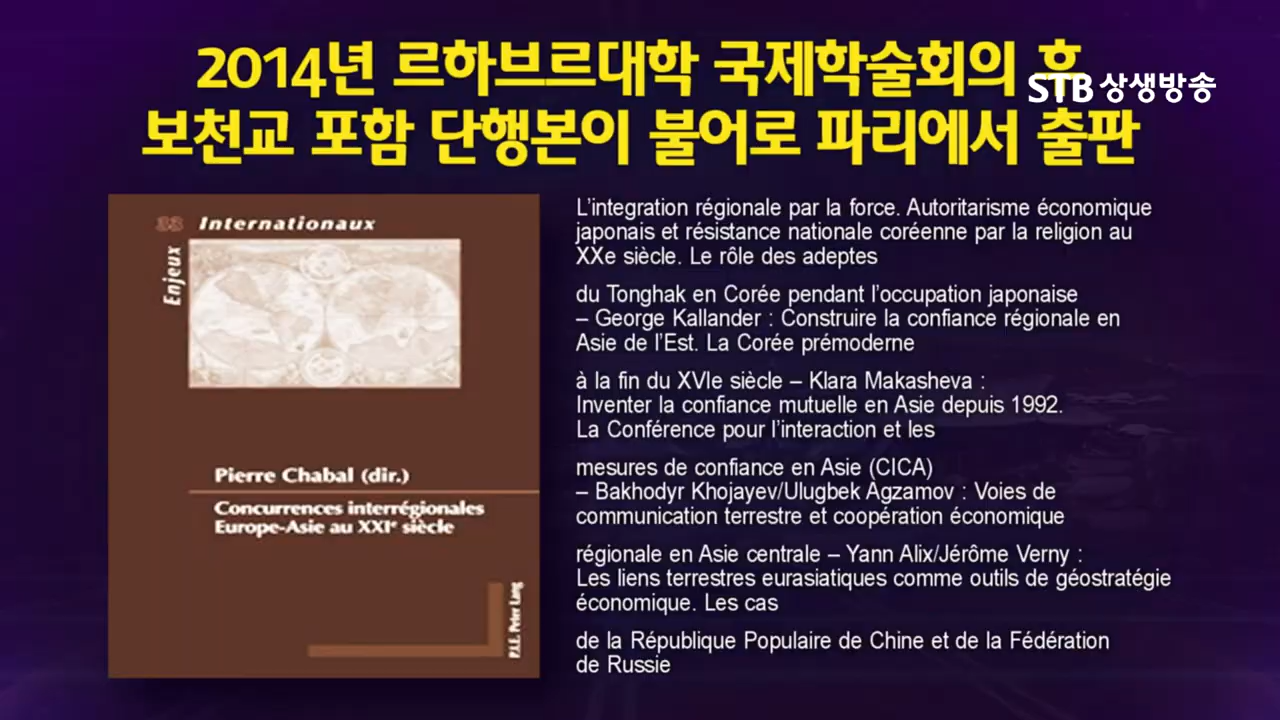 2014년 르하브르대학 국제학술회의 후
STB 상생방송
보천교 포함 단행본이 불어로 파리에서 출판
33 Internationaux
Enjeux
Pierre Chabal (dir.)
Concurrences interrégionales
Europe-Asie au XXIe siècle
P.I.E. Peter Lang
L’integration régionale par la force. Autoritarisme économique
japonais et résistance nationale coréenne par la religion au
XXe siècle. Le rôle des adeptes
du Tonghak en Corée pendant l’occupation japonaise
– George Kallander : Construire la confiance régionale en
Asie de l’Est. La Corée prémoderne
à la fin du XVIe siècle – Klara Makasheva :
Inventer la confiance mutuelle en Asie depuis 1992.
La Conférence pour l’interaction et les
mesures de confiance en Asie (CICA)
– Bakhodyr Khojayev/Ulugbek Agzamov : Voies de
communication terrestre et coopération économique
régionale en Asie centrale – Yann Alix/Jérôme Verny :
Les liens terrestres eurasiatiques comme outils de géostratégie
économique. Les cas
de la République Populaire de Chine et de la Fédération
de Russie